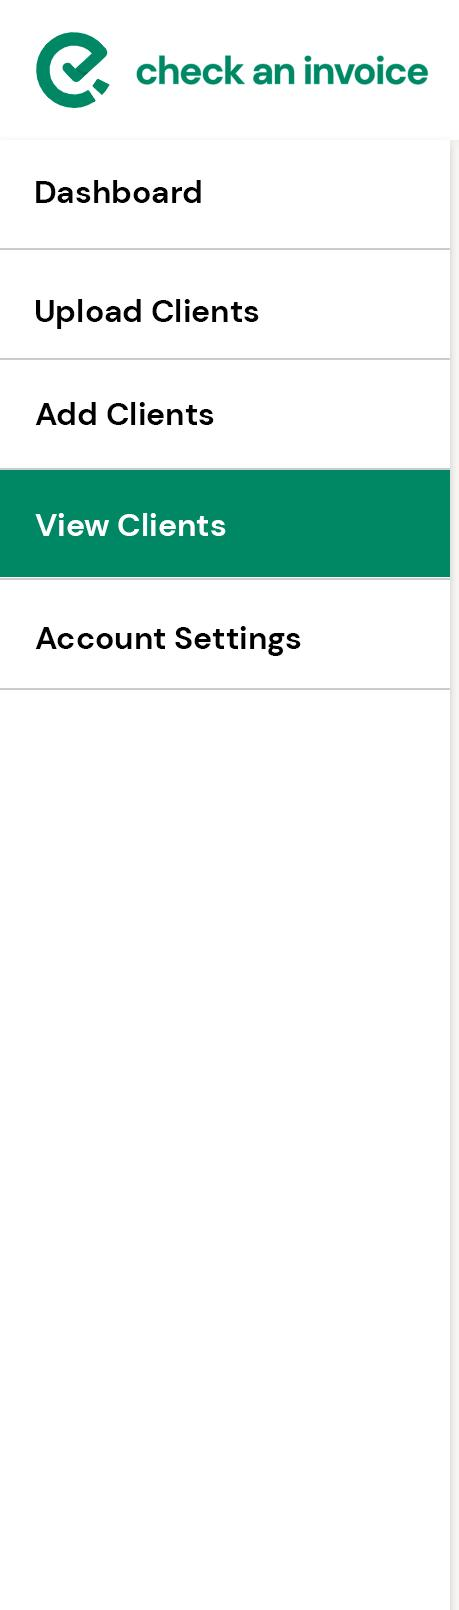 check an invoice
Dashboard
Upload Clients
Add Clients
View Clients
Account Settings